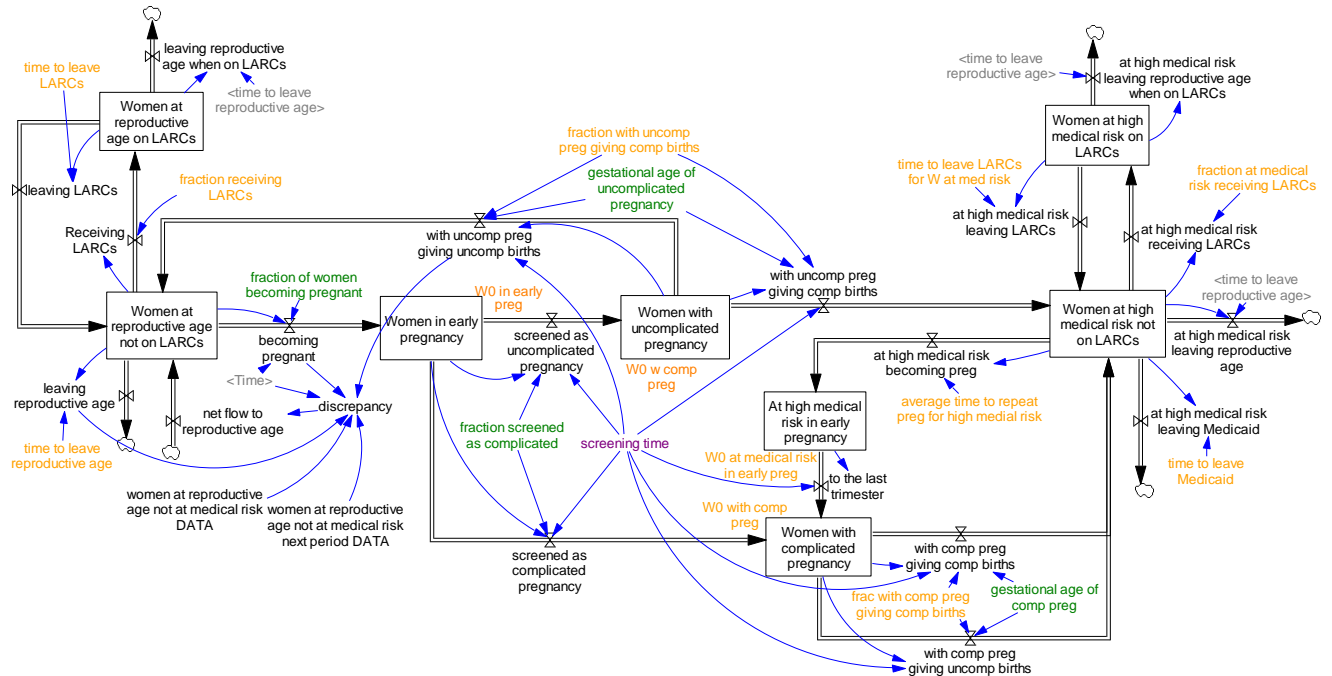 leaving reproductive
age when on LARCs
time to leave
LARCs
<time to leave
reproductive age>
Women at
reproductive
age on LARCs
leaving LARCs
fraction receiving
LARCs
Receiving
LARCs
<time to leave
reproductive age>
at high medical risk
leaving reproductive age
when on LARCs
Women at high
medical risk on
LARCs
time to leave LARCs
for W at med risk
fraction at medical
risk receiving LARCs
at high medical risk
leaving LARCs
at high medical risk
receiving LARCs
fraction with uncomp
preg giving comp births
gestational age of
uncomplicated
pregnancy
with uncomp preg
giving uncomp births
with uncomp preg
giving comp births
<time to leave
reproductive age>
fraction of women
becoming pregnant
W0 in early
preg
Women at
reproductive age
not on LARCs
becoming
pregnant
Women in early
pregnancy
screened as
uncomplicated
pregnancy
Women with
uncomplicated
pregnancy
W0 w comp
preg
Women at high
medical risk not
on LARCs
at high medical risk
leaving reproductive
age
at high medical risk
becoming preg
average time to repeat
preg for high medical risk
<Time>
leaving
reproductive age
net flow to
reproductive age
discrepancy
time to leave
reproductive age
fraction screened
as complicated
screening time
At high medical
risk in early
pregnancy
at high medical risk
leaving Medicaid
time to leave
Medicaid
W0 at medical risk
in early preg
to the last
trimester
women at reproductive
age not at medical risk
DATA
women at reproductive
age not at medical risk
next period DATA
W0 with comp
preg
screened as
complicated
pregnancy
Women with
complicated
pregnancy
with comp preg
giving comp births
frac with comp preg
giving comp births
gestational age of
comp preg
with comp preg
giving uncomp births